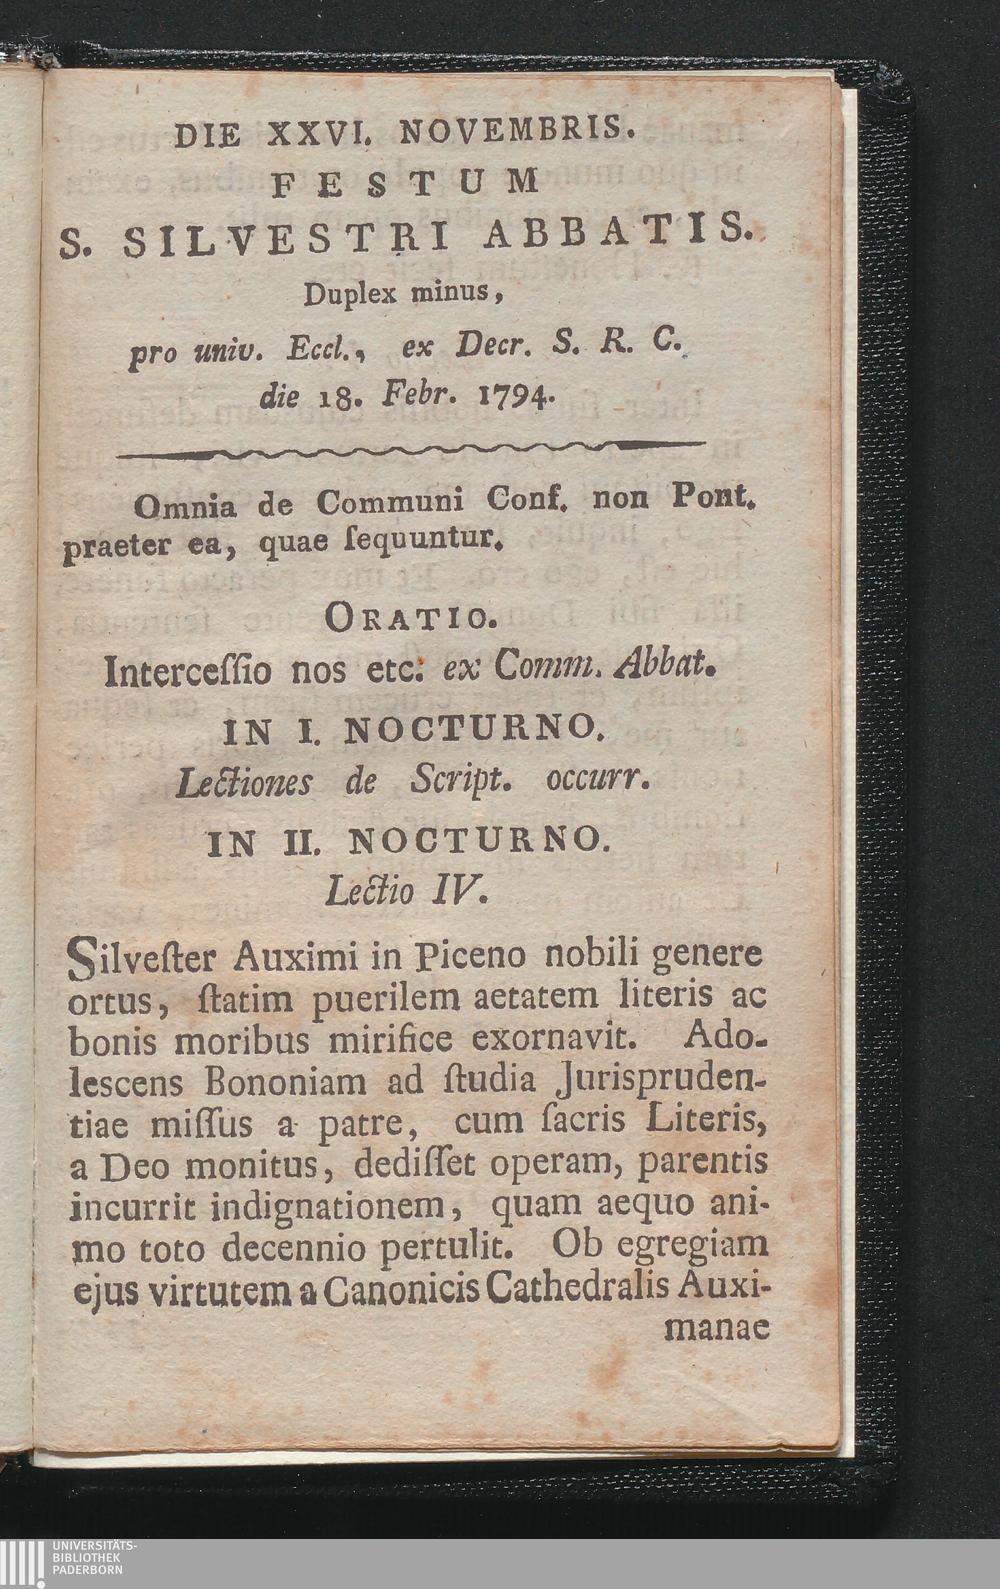 DIE XXVI. NOVEMBRIS.
FESTUM
S. SILVESTRI ABBATIS.
Duplex minus,
pro univ. Eccl., ex Decr. S. R. C.
die 18. Febr. 1794.
Omnia de Communi Conf. non Pont.
praeter ea, quae ſequuntur.
ORATIO.
Interceſſio nos etc: ex Comm. Abbat.
IN I. NOCTURNO.
Lectiones de Script. occurr.
IN II. NOCTURNO.
Lectio IV.
Silveſter Auximi in Piceno nobili genere
ortus, ſtatim puerilem aetatem literis ac
bonis moribus mirifice exornavit. Ado-
lescens Bononiam ad ſtudia Jurispruden-
tiae miſſus a patre, cum ſacris Literis,
a Deo monitus, dediſſet operam, parentis
incurrit indignationem, quam aequo ani-
mo toto decennio pertulit. Ob egregiam
ejus virtutem a Canonicis Cathedralis Auxi-
manae
UNIVERSITÄTS-
BIBLIOTHEK
PADERBORN